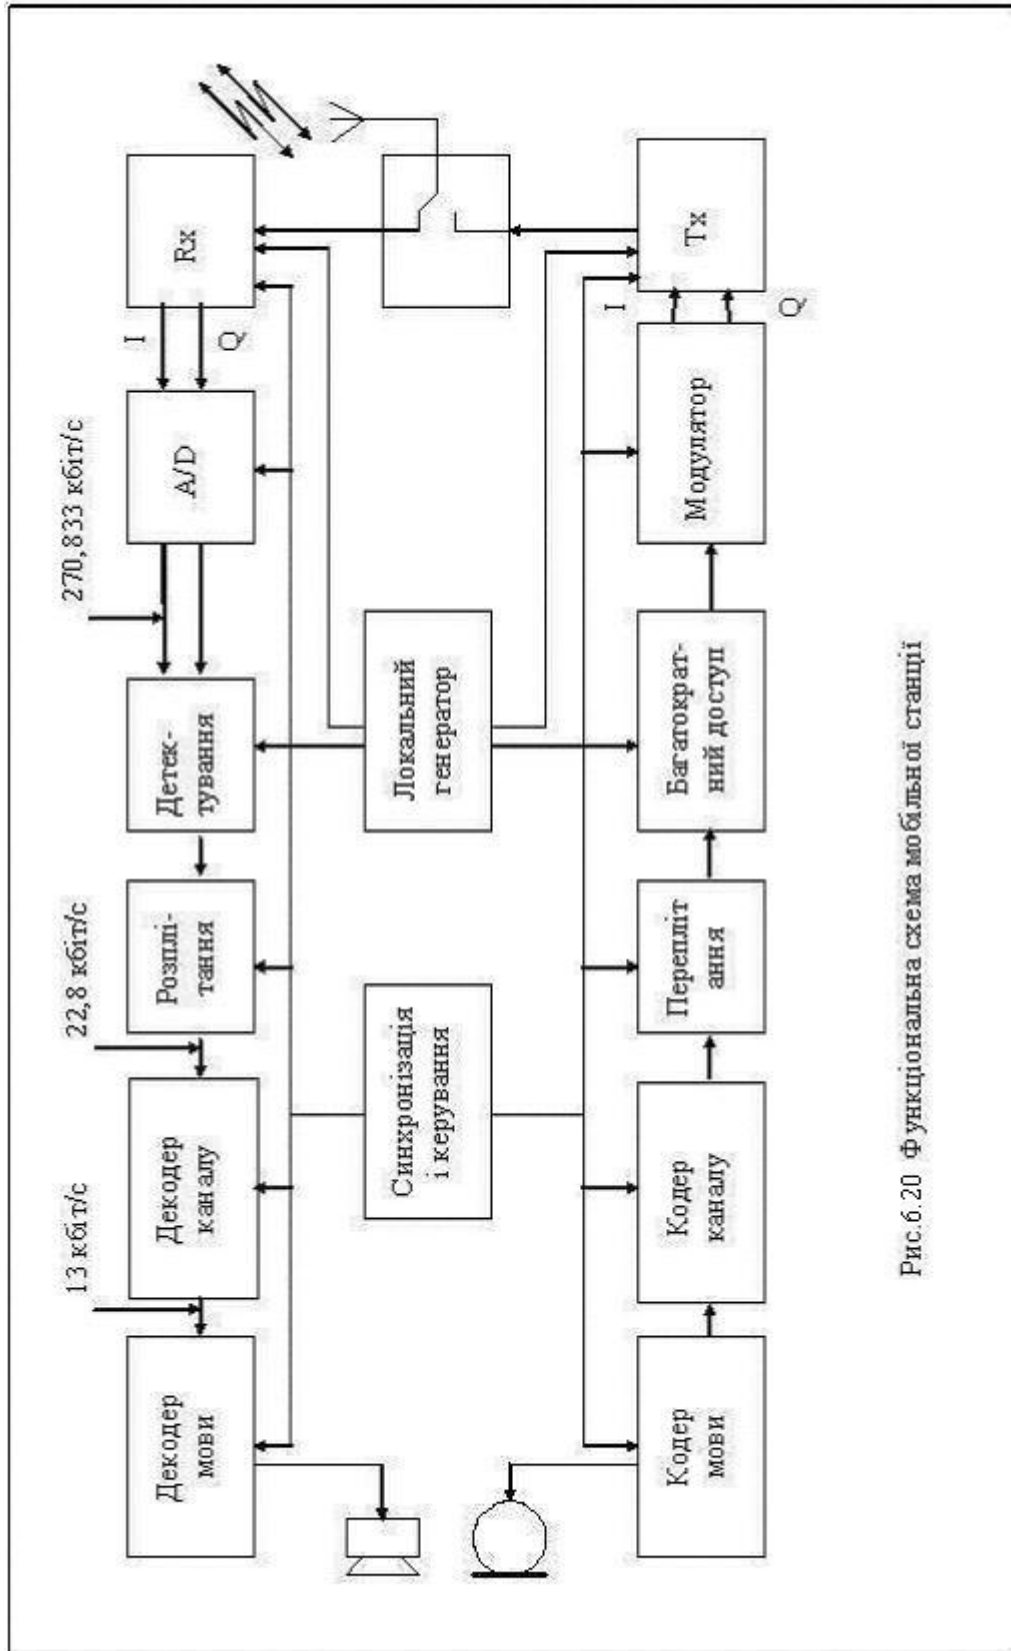 270,833 кбіт/с
22,8 кбіт/с
13 кбіт/с
Декодер
мови
Декодер
каналу
Розплі-
тання
Детек-
тування
A/D
I
Q
Rx
Синхронізація
і керування
Локальний
генератор
Кодер
мови
Кодер
каналу
Перепліт
ання
Багатократ-
ний доступ
Модулятор
I
Q
Tx
Рис.6.20 Функціональна схема мобільної станції